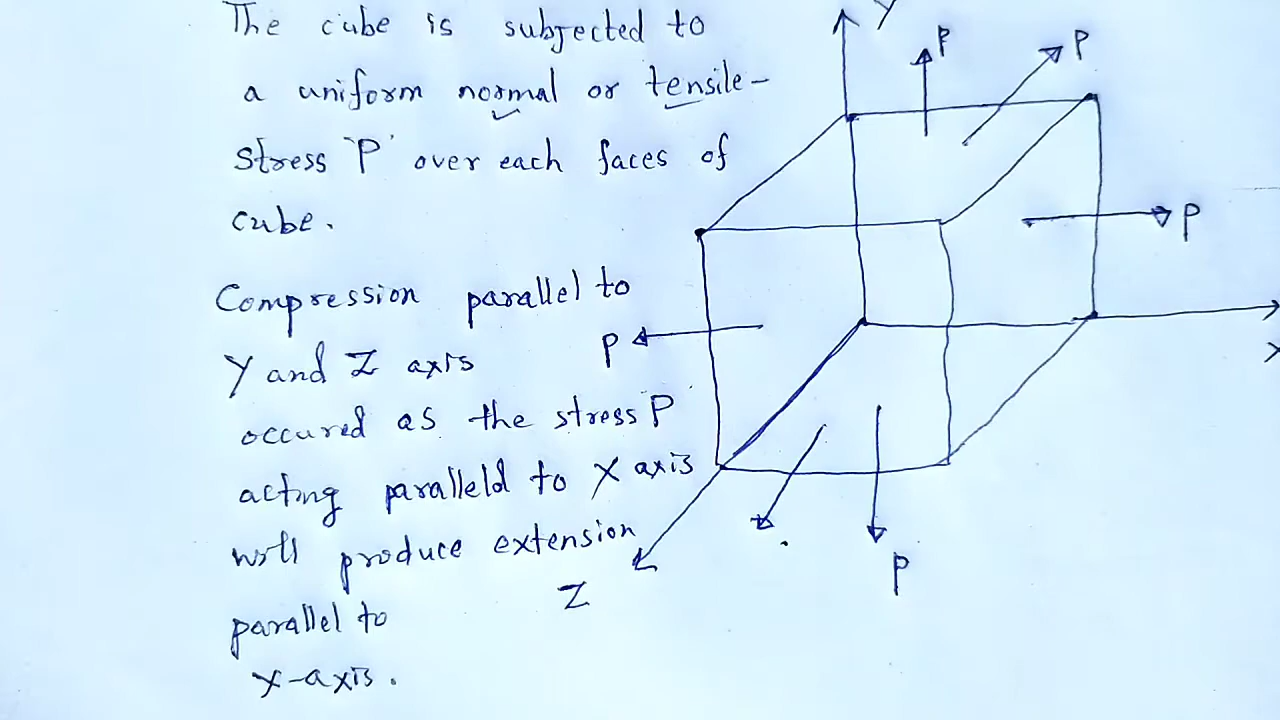 The cube is subjected to
a uniform normal or tensile-
stress 'P' over each faces of
cube.
Compression parallel to
Y and Z axis
occured as the stress P
acting paralleld to X axis
will produce extension
parallel to
x-axis.
Y
P
P
P
P
X
P
Z